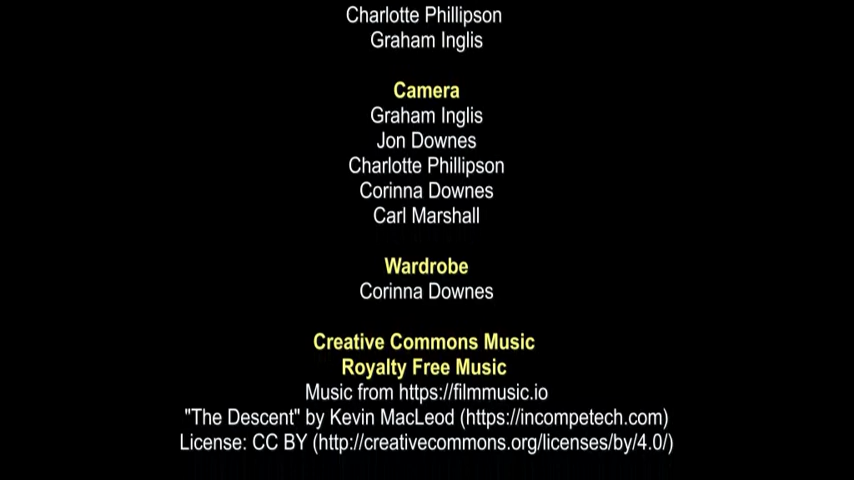 Charlotte Phillipson
Graham Inglis
Camera
Graham Inglis
Jon Downes
Charlotte Phillipson
Corinna Downes
Carl Marshall
Wardrobe
Corinna Downes
Creative Commons Music
Royalty Free Music
Music from https://filmmusic.io
"The Descent" by Kevin MacLeod (https://incompetech.com)
License: CC BY (http://creativecommons.org/licenses/by/4.0/)